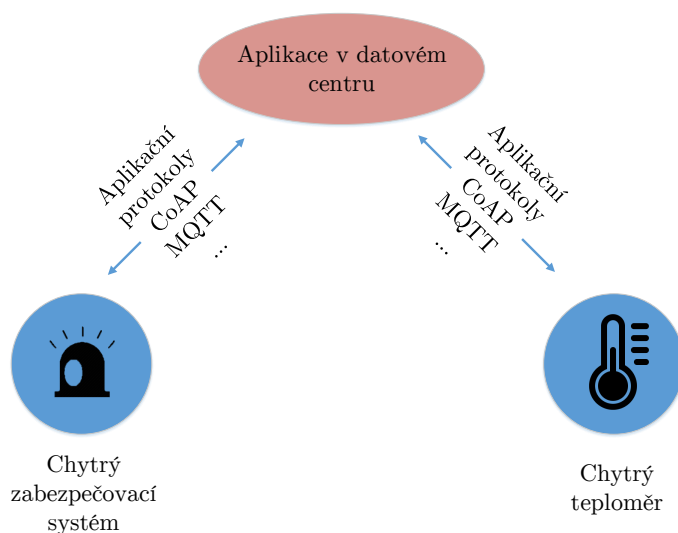 Aplikace v datovém
centru
Aplikační
protokoly
CoAP
MQTT
...
Aplikační
protokoly
CoAP
MQTT
...
Chytrý
zabezpečovací
systém
Chytrý
teploměr